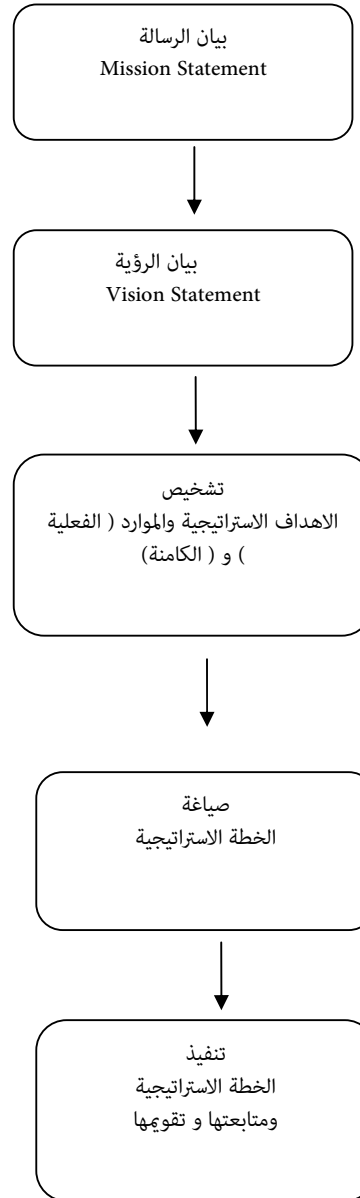 بيان الرسالة
Mission Statement
بيان الرؤية
Vision Statement
تشخيص
الاهداف الاستراتيجية والموارد ( الفعلية
) و ( الكامنة)
صياغة
الخطة الاستراتيجية
تنفيذ
الخطة الاستراتيجية
ومتابعتها و تقويمها